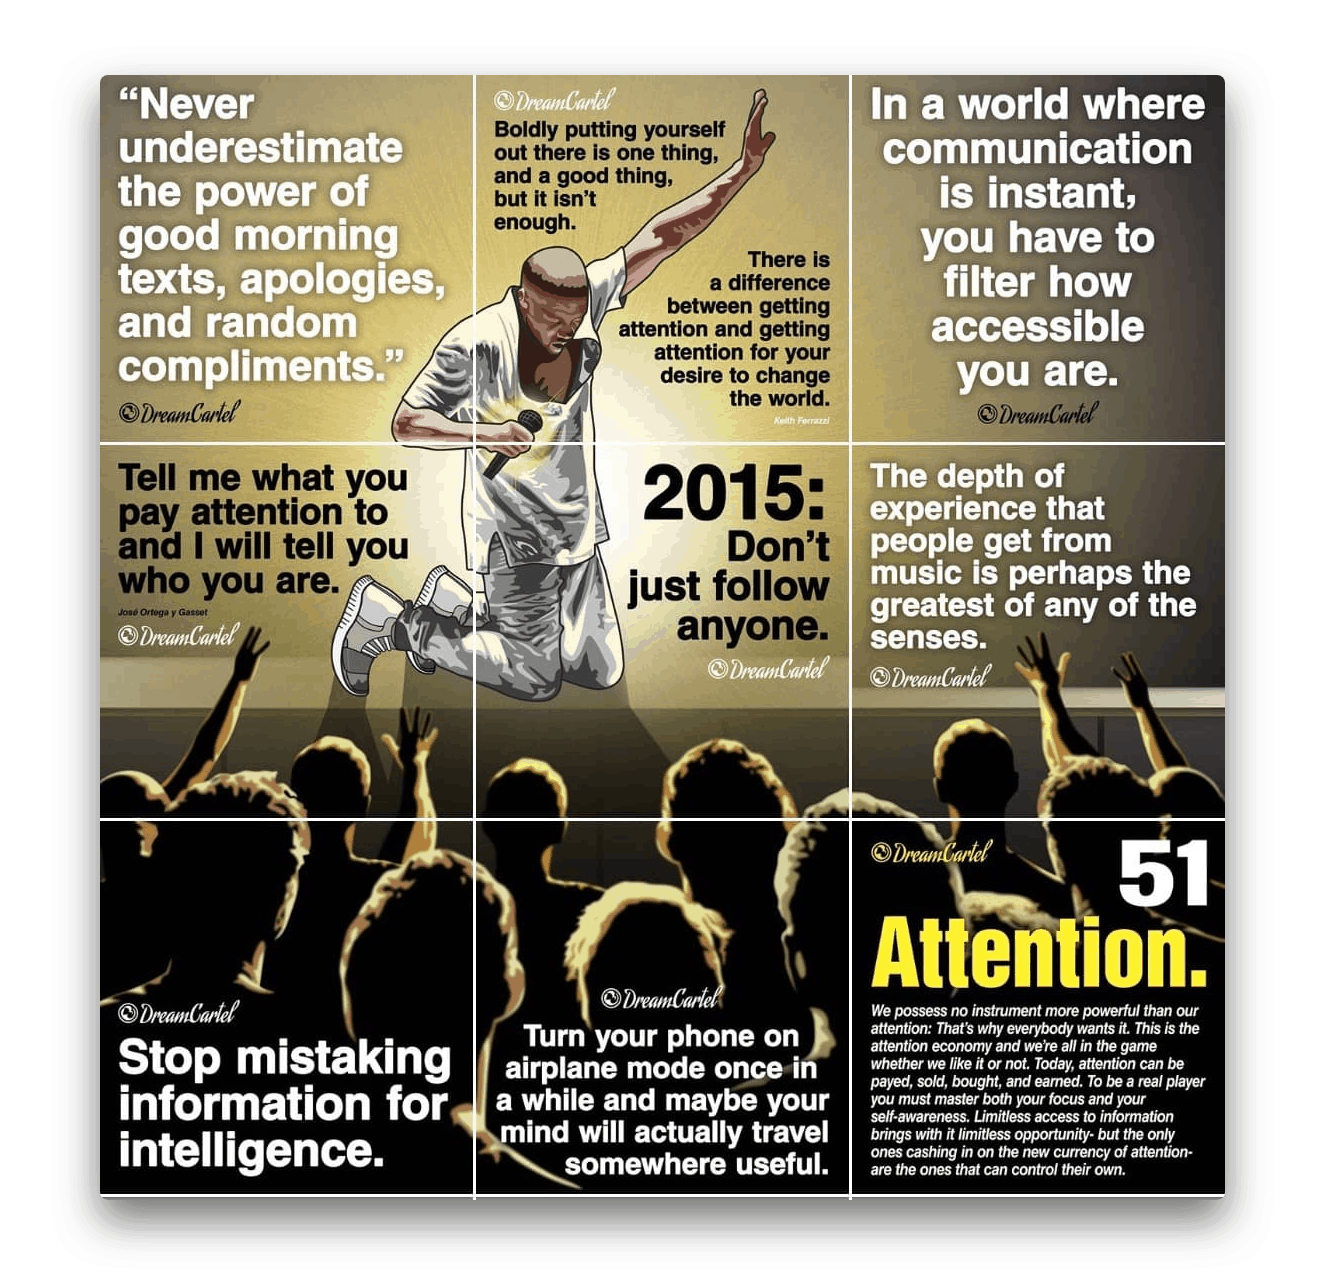 “Never
underestimate
the power of
good morning
texts, apologies,
and random
compliments.”
DreamCartel
DreamCartel
Boldly putting yourself
out there is one thing,
and a good thing,
but it isn’t
enough.
There is
a difference
between getting
attention and getting
attention for your
desire to change
the world.
Keith Ferrazzi
In a world where
communication
is instant,
you have to
filter how
accessible
you are.
DreamCartel
Tell me what you
pay attention to
and I will tell you
who you are.
José Ortega y Gasset
DreamCartel
2015:
Don’t
just follow
anyone.
DreamCartel
The depth of
experience that
people get from
music is perhaps the
greatest of any of the
senses.
DreamCartel
DreamCartel
Stop mistaking
information for
intelligence.
DreamCartel
Turn your phone on
airplane mode once in
a while and maybe your
mind will actually travel
somewhere useful.
DreamCartel
51
Attention.
We possess no instrument more powerful than our
attention: That’s why everybody wants it. This is the
attention economy and we’re all in the game
whether we like it or not. Today, attention can be
payed, sold, bought, and earned. To be a real player
you must master both your focus and your
self-awareness. Limitless access to information
brings with it limitless opportunity- but the only
ones cashing in on the new currency of attention-
are the ones that can control their own.